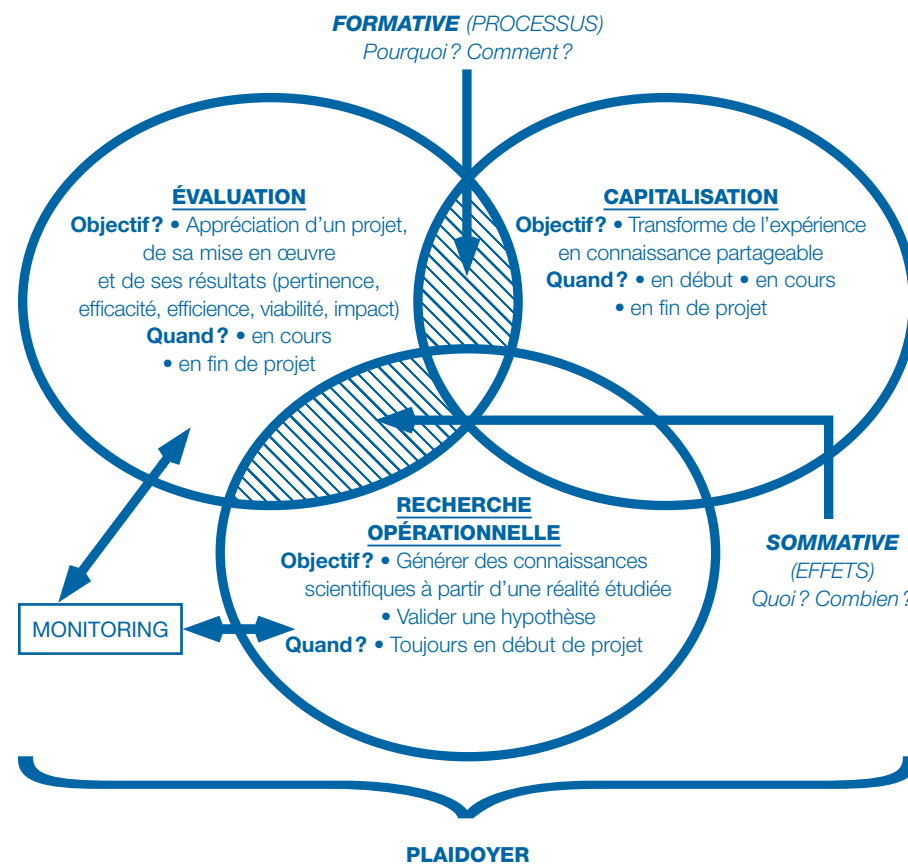 FORMATIVE (PROCESSUS)
Pourquoi ? Comment ?
ÉVALUATION
Objectif ? • Appréciation d’un projet,
de sa mise en œuvre
et de ses résultats (pertinence,
efficacité, efficience, viabilité, impact)
Quand ? • en cours
• en fin de projet
CAPITALISATION
Objectif ? • Transforme de l’expérience
en connaissance partageable
Quand ? • en début • en cours
• en fin de projet
RECHERCHE
OPÉRATIONNELLE
Objectif ? • Générer des connaissances
scientifiques à partir d’une réalité étudiée
• Valider une hypothèse
Quand ? • Toujours en début de projet
SOMMATIVE
(EFFETS)
Quoi ? Combien ?
MONITORING
PLAIDOYER